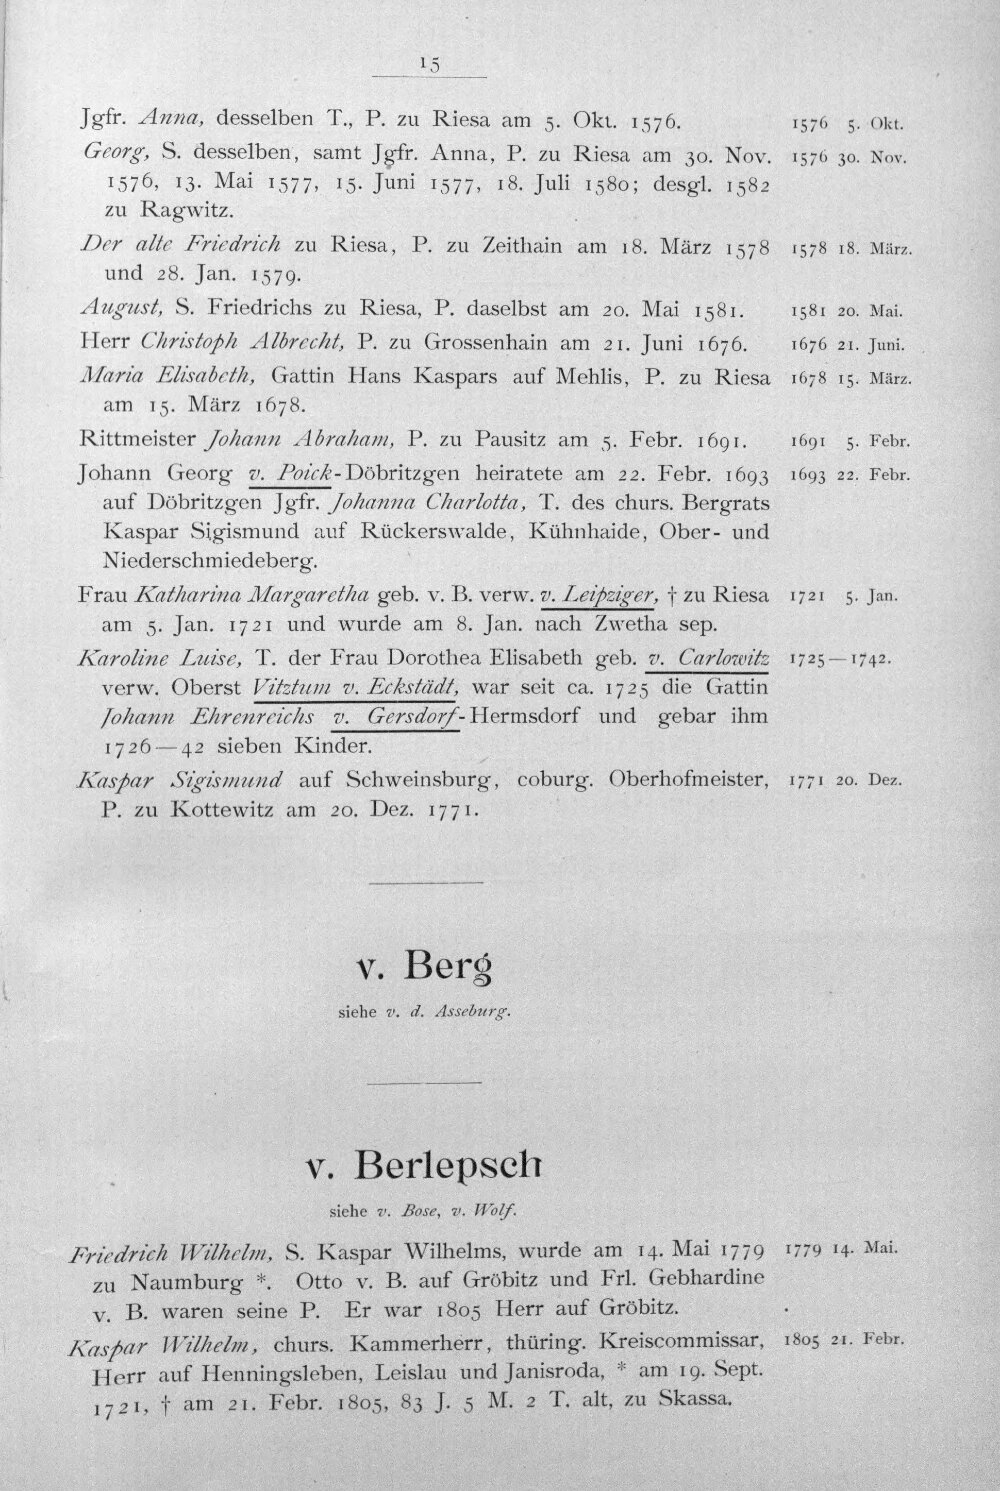 15
Jgfr. Anna, desselben T., P. zu Riesa am 5. Okt. 1576. 1576 5. Okt.
Georg, S. desselben, samt Jgfr. Anna, P. zu Riesa am 30. Nov. 1576 30. Nov.
1576, 13. Mai 1577, 15. Juni 1577, 18. Juli 1580; desgl. 1582
zu Ragwitz.
Der alte Friedrich zu Riesa, P. zu Zeithain am 18. März 1578 1578 18. März.
und 28. Jan. 1579.
August, S. Friedrichs zu Riesa, P. daselbst am 20. Mai 1581. 1581 20. Mai.
Herr Christoph Albrecht, P. zu Grossenhain am 21. Juni 1676. 1676 21. Juni.
Maria Elisabeth, Gattin Hans Kaspars auf Mehlis, P. zu Riesa 1678 15. März.
am 15. März 1678.
Rittmeister Johann Abraham, P. zu Pausitz am 5. Febr. 1691. 1691 5. Febr.
Johann Georg v. Poick-Döbritzgen heiratete am 22. Febr. 1693 1693 22. Febr.
auf Döbritzgen Jgfr. Johanna Charlotta, T. des churs. Bergrats
Kaspar Sigismund auf Rückerswalde, Kühnhaide, Ober- und
Niederschmiedeberg.
Frau Katharina Margaretha geb. v. B. verw. v. Leipziger, † zu Riesa 1721 5. Jan.
am 5. Jan. 1721 und wurde am 8. Jan. nach Zwetha sep.
Karoline Luise, T. der Frau Dorothea Elisabeth geb. v. Carlowitz 1725—1742.
verw. Oberst Vitztum v. Eckstädt, war seit ca. 1725 die Gattin
Johann Ehrenreichs v. Gersdorf-Hermsdorf und gebar ihm
1726—42 sieben Kinder.
Kaspar Sigismund auf Schweinsburg, coburg. Oberhofmeister, 1771 20. Dez.
P. zu Kottewitz am 20. Dez. 1771.
v. Berg
siehe v. d. Asseburg.
v. Berlepsch
siehe v. Bose, v. Wolf.
Friedrich Wilhelm, S. Kaspar Wilhelms, wurde am 14. Mai 1779 1779 14. Mai.
zu Naumburg *. Otto v. B. auf Gröbitz und Frl. Gebhardine
v. B. waren seine P. Er war 1805 Herr auf Gröbitz.
Kaspar Wilhelm, churs. Kammerherr, thüring. Kreiscommissar, 1805 21. Febr.
Herr auf Henningsleben, Leislau und Janisroda, * am 19. Sept.
1721, † am 21. Febr. 1805, 83 J. 5 M. 2 T. alt, zu Skassa.